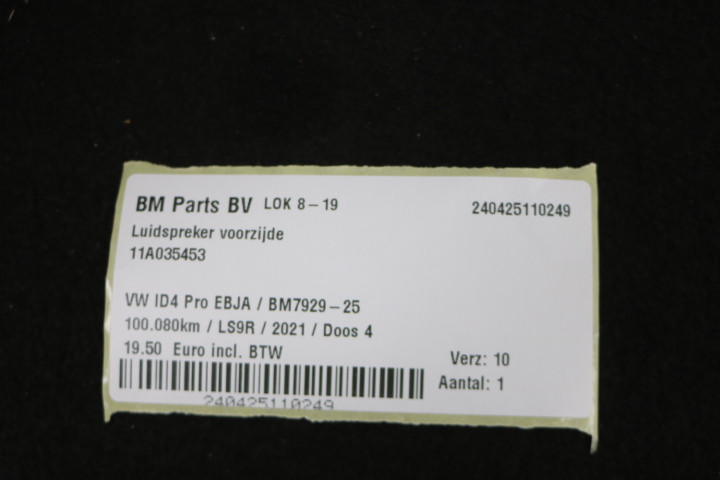 BM Parts BV LOK 8-19 240425110249
Luidspreker voorzijde
11A035453
VW ID4 Pro EBJA / BM7929-25
100.080km / LS9R / 2021 / Doos 4
19.50 Euro incl. BTW
Verz: 10
Aantal: 1
240425110249